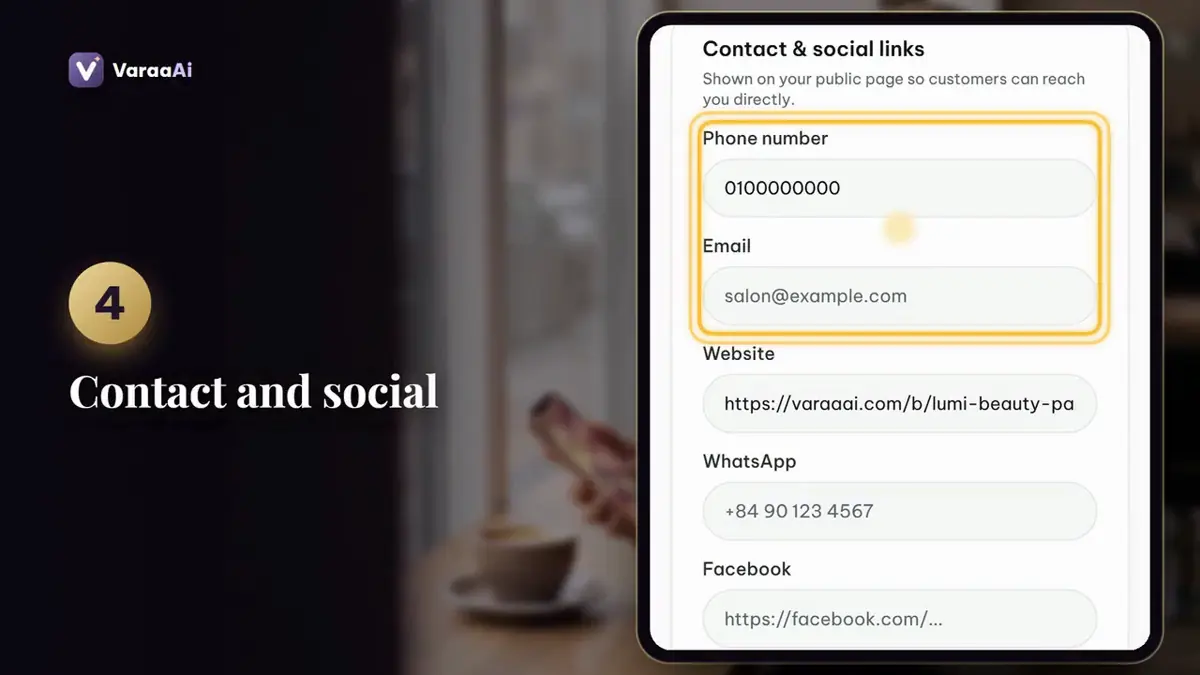 VaraaAi
4
Contact and social
Contact & social links
Shown on your public page so customers can reach
you directly.
Phone number
0100000000
Email
salon@example.com
Website
https://varaaai.com/b/lumi-beauty-pa
WhatsApp
+84 90 123 4567
Facebook
https://facebook.com/...